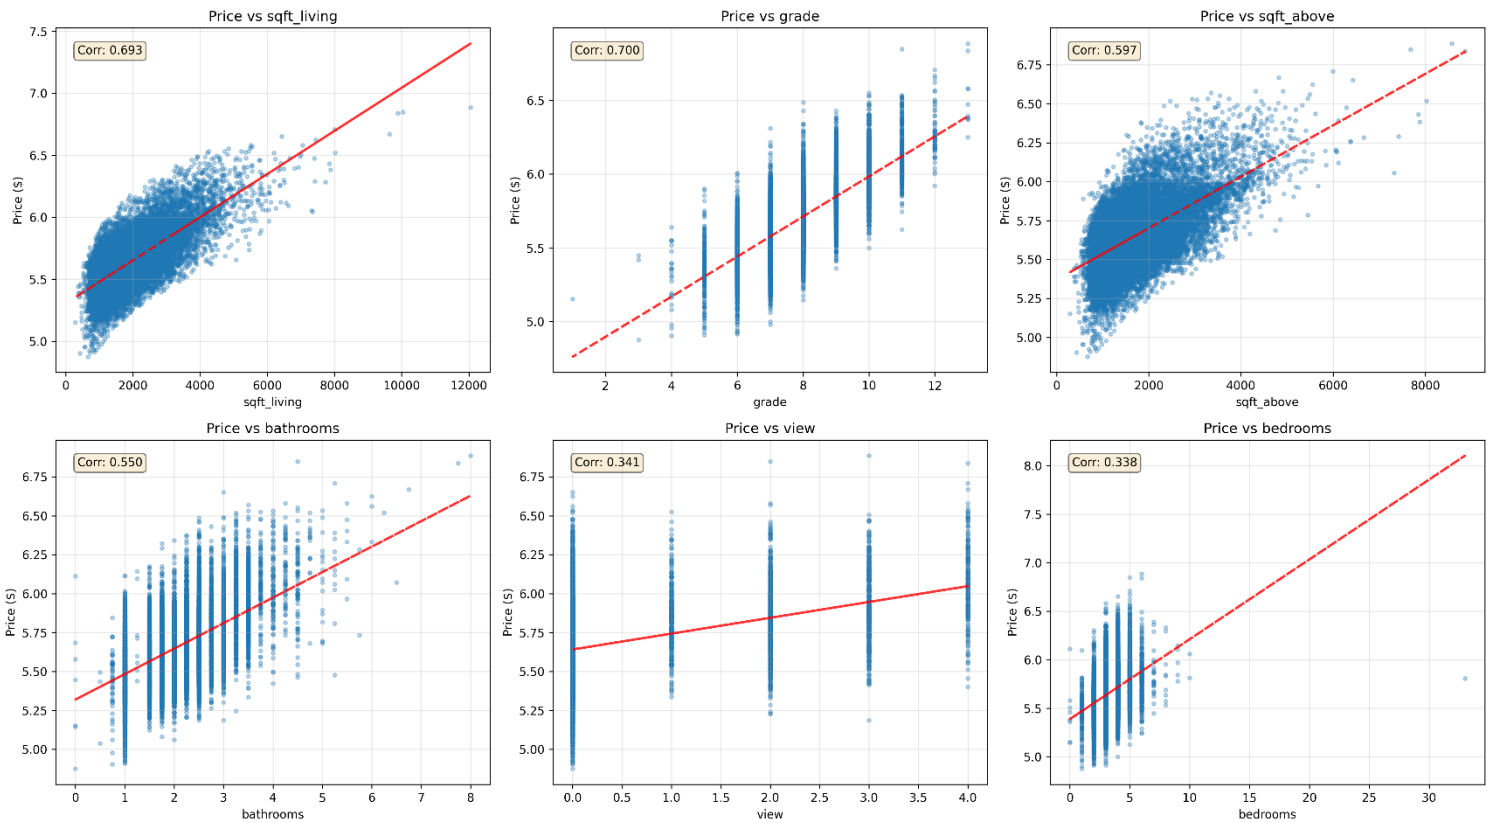 Price vs sqft_living
Corr: 0.693
Price ($)
7.5
7.0
6.5
6.0
5.5
5.0
0 2000 4000 6000 8000 10000 12000
sqft_living
Price vs grade
Corr: 0.700
Price ($)
6.5
6.0
5.5
5.0
2 4 6 8 10 12
grade
Price vs sqft_above
Corr: 0.597
Price ($)
6.75
6.50
6.25
6.00
5.75
5.50
5.25
5.00
0 2000 4000 6000 8000
sqft_above
Price vs bathrooms
Corr: 0.550
Price ($)
6.75
6.50
6.25
6.00
5.75
5.50
5.25
5.00
0 1 2 3 4 5 6 7 8
bathrooms
Price vs view
Corr: 0.341
Price ($)
6.75
6.50
6.25
6.00
5.75
5.50
5.25
5.00
0.0 0.5 1.0 1.5 2.0 2.5 3.0 3.5 4.0
view
Price vs bedrooms
Corr: 0.338
Price ($)
8.0
7.5
7.0
6.5
6.0
5.5
5.0
0 5 10 15 20 25 30
bedrooms